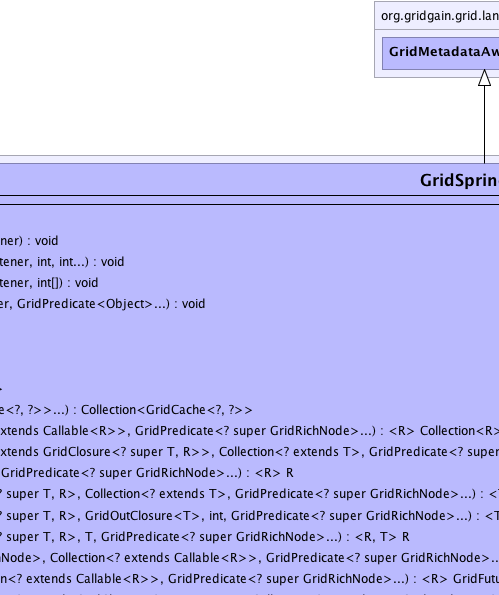 org.gridgain.grid.lan
GridMetadataAw
GridSprin
ner) : void
tener, int, int...) : void
tener, int[]) : void
er, GridPredicate<Object>...) : void
>
e<?, ?>>...) : Collection<GridCache<?, ?>>
xtends Callable<R>>, GridPredicate<? super GridRichNode>...) : <R> Collection<R>
extends GridClosure<? super T, R>>, Collection<? extends T>, GridPredicate<? super
GridPredicate<? super GridRichNode>...) : <R> R
? super T, R>, Collection<? extends T>, GridPredicate<? super GridRichNode>...) : <T
? super T, R>, GridOutClosure<T>, int, GridPredicate<? super GridRichNode>...) : <T
? super T, R>, T, GridPredicate<? super GridRichNode>...) : <R, T> R
hNode>, Collection<? extends Callable<R>>, GridPredicate<? super GridRichNode>...
n<? extends Callable<R>>, GridPredicate<? super GridRichNode>...) : <R> GridFutu